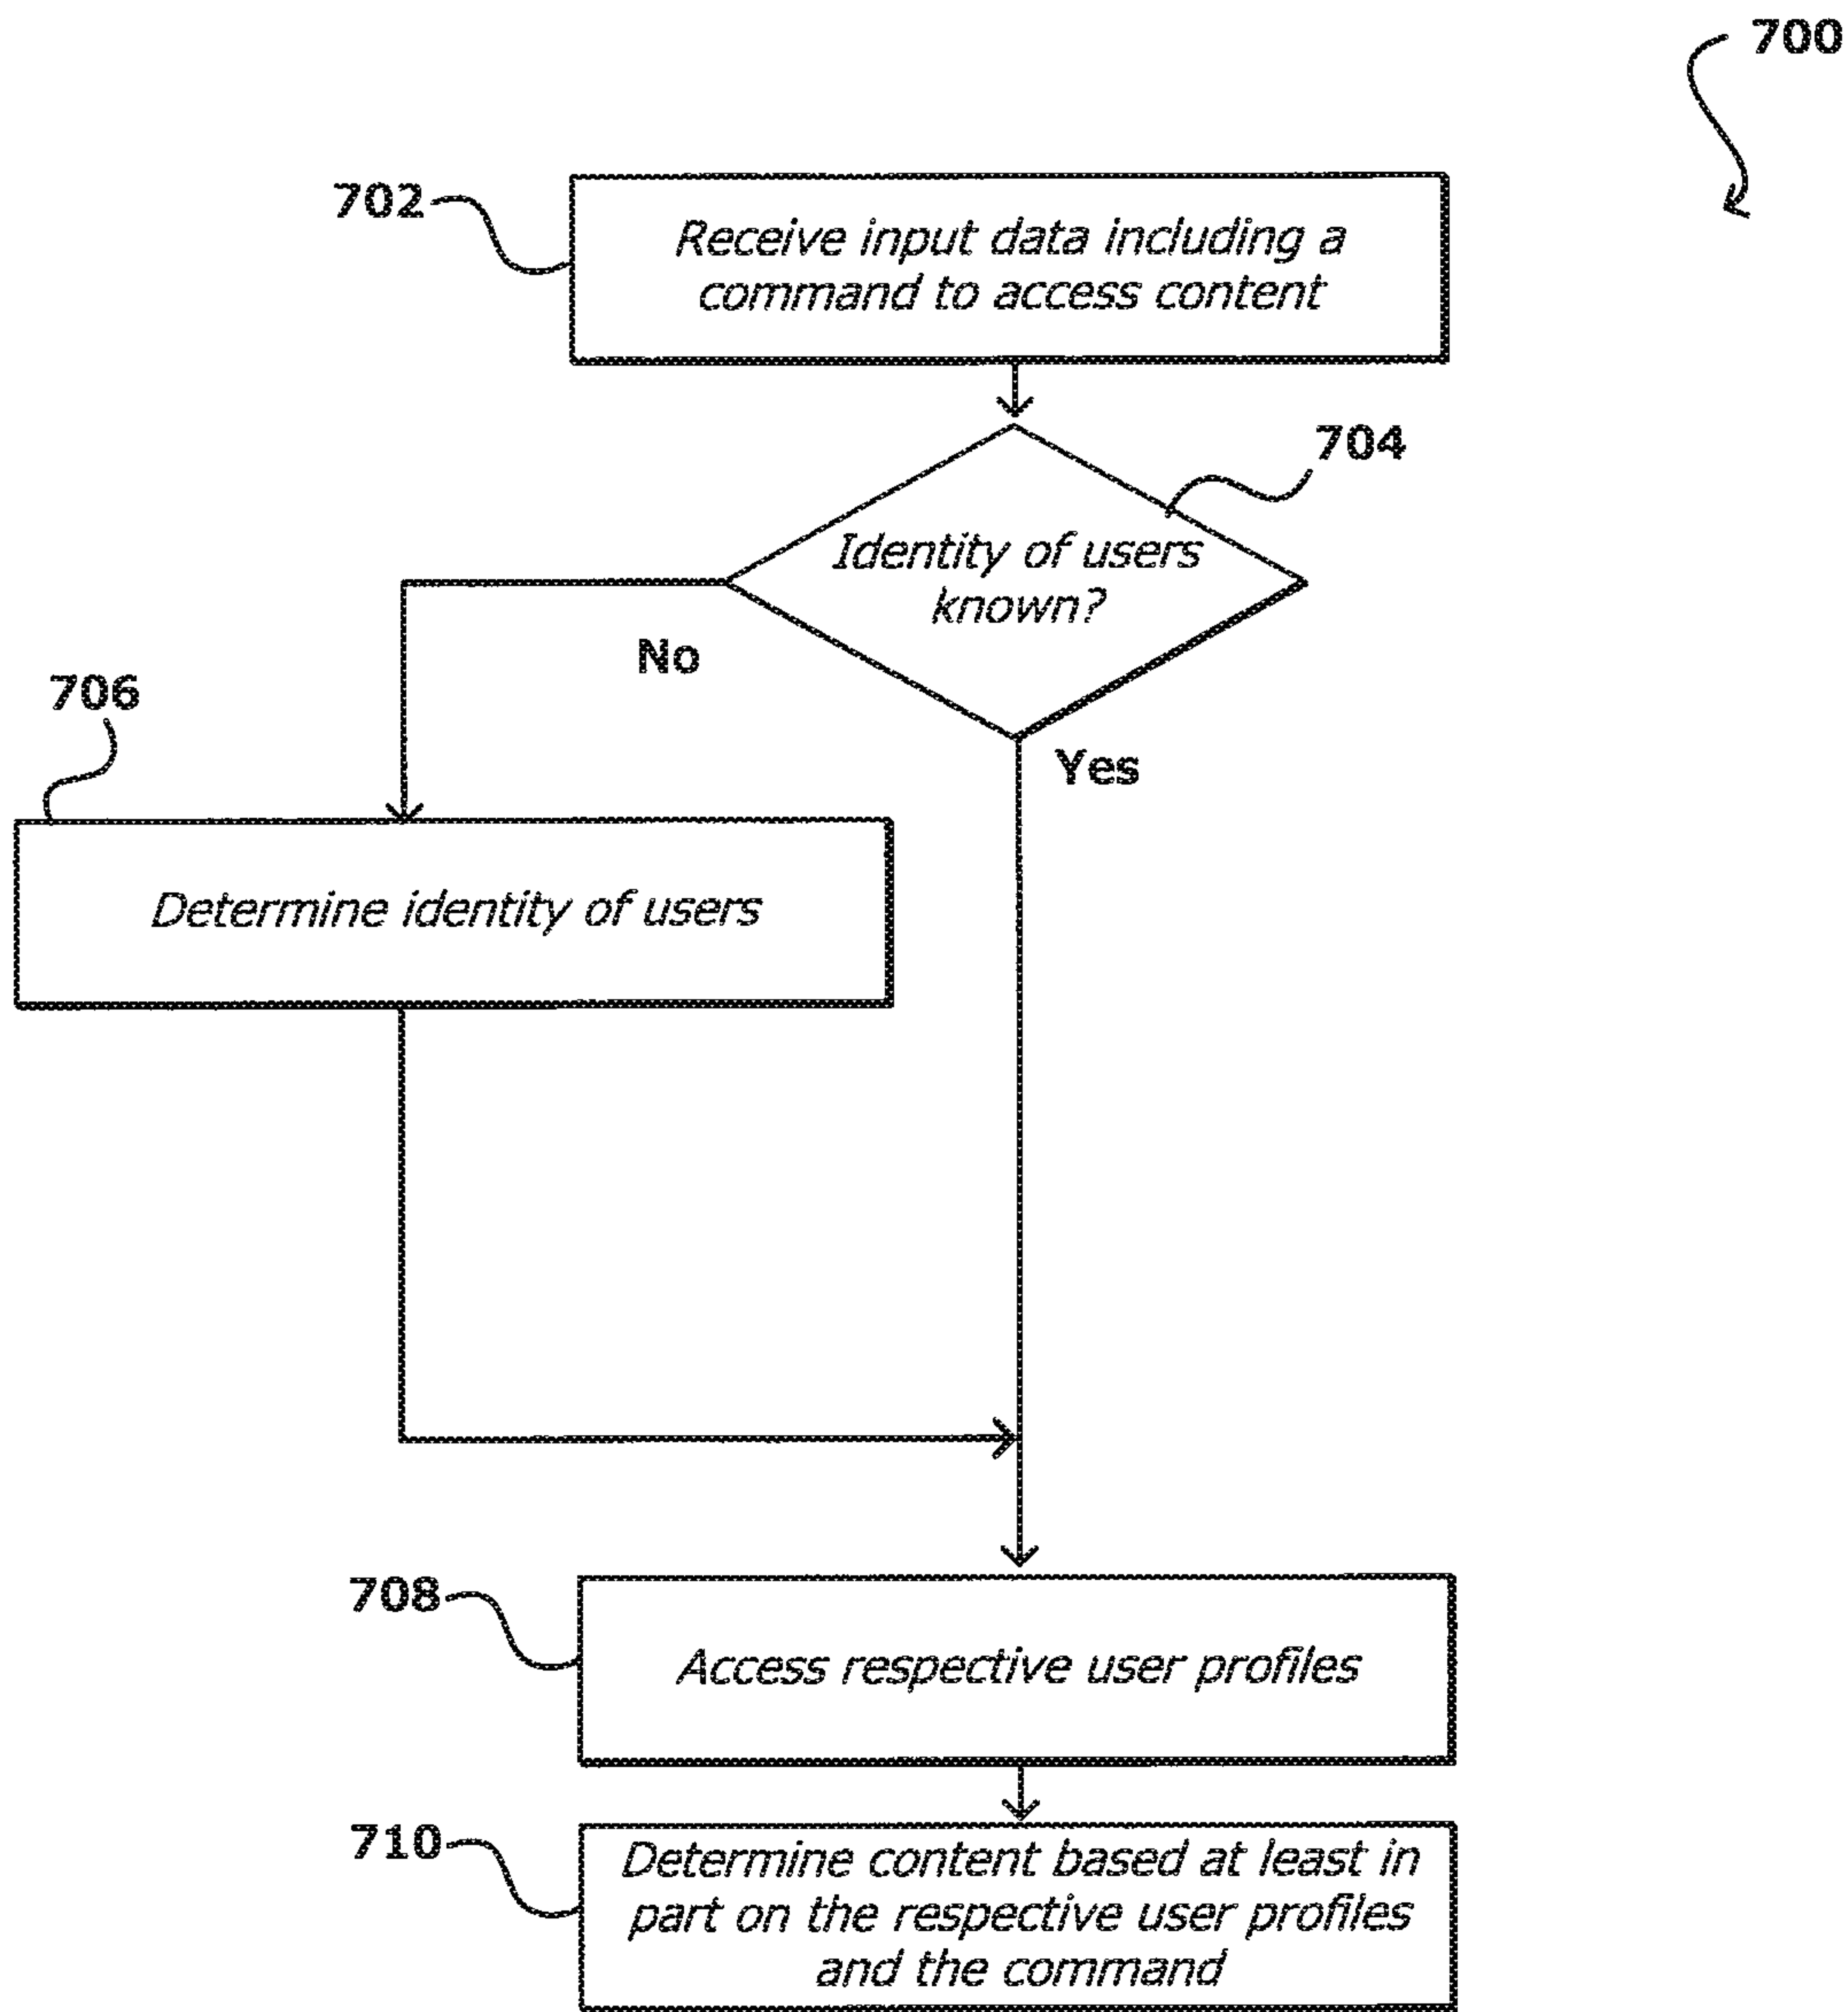 700
702
Receive input data including a
command to access content
704
Identity of users
known?
No
Yes
706
Determine identity of users
708
Access respective user profiles
710
Determine content based at least in
part on the respective user profiles
and the command